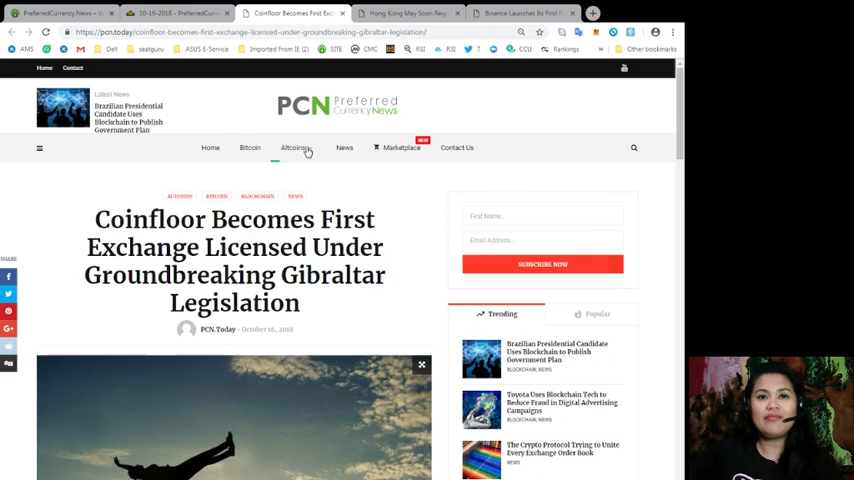 PreferredCurrency.News –
10-16-2018 - PreferredCurr
Coinfloor Becomes First Exc
Hong Kong May Soon Reg
Binance Launches Its First
https://pcn.today/coinfloor-becomes-first-exchange-licensed-under-groundbreaking-gibraltar-legislation/
AMS
Dell
seatguru
ASUS E-Service
Imported From IE (2)
SITE
CMC
RSI
RSI
CCU
Rankings
Other bookmarks
Home Contact
Latest News
Brazilian Presidential
Candidate Uses
Blockchain to Publish
Government Plan
PCN Preferred
Currency News
NEW
Home Bitcoin Altcoins News Marketplace Contact Us
ALTCOINS BITCOIN BLOCKCHAIN NEWS
Coinfloor Becomes First
Exchange Licensed Under
Groundbreaking Gibraltar
Legislation
PCN.Today - October 16, 2018
SHARE
First Name...
Email Address...
SUBSCRIBE NOW
Trending
Popular
Brazilian Presidential Candidate
Uses Blockchain to Publish
Government Plan
BLOCKCHAIN, NEWS
Toyota Uses Blockchain Tech to
Reduce Fraud in Digital Advertising
Campaigns
BLOCKCHAIN, NEWS
The Crypto Protocol Trying to Unite
Every Exchange Order Book
NEWS